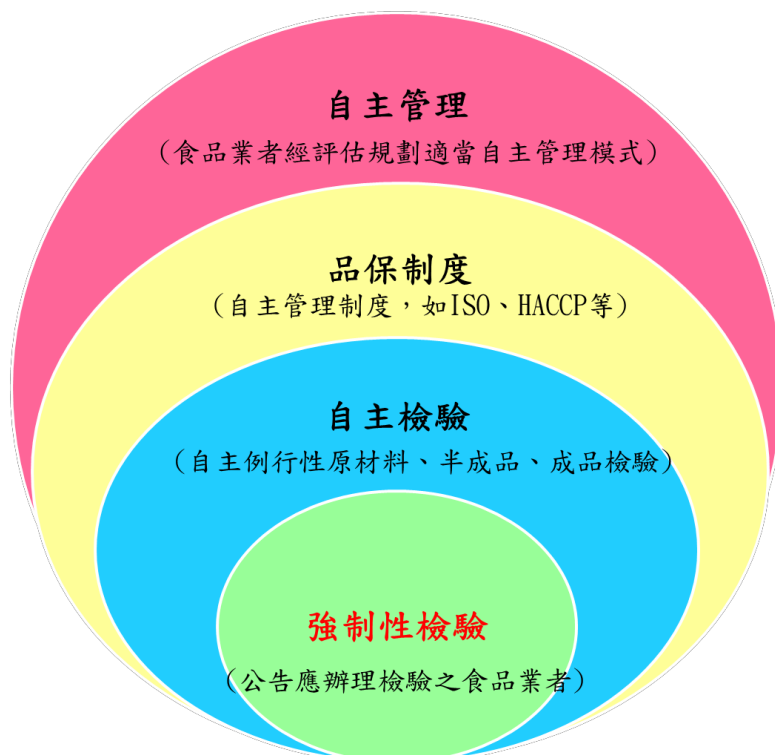 自主管理
(食品業者經評估規劃適當自主管理模式)
品保制度
(自主管理制度,如ISO、HACCP等)
自主檢驗
(自主例行性原材料、半成品、成品檢驗)
強制性檢驗
(公告應辦理檢驗之食品業者)